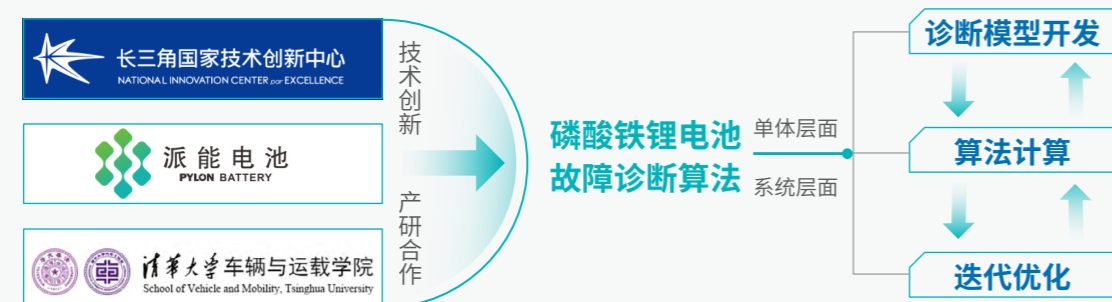 长三角国家技术创新中心
NATIONAL INNOVATION CENTER par EXCELLENCE
派能电池
PYLON BATTERY
清华大学车辆与运载学院
School of Vehicle and Mobility, Tsinghua University
技术创新
产研合作
磷酸铁锂电池
故障诊断算法
单体层面
系统层面
诊断模型开发
算法计算
迭代优化